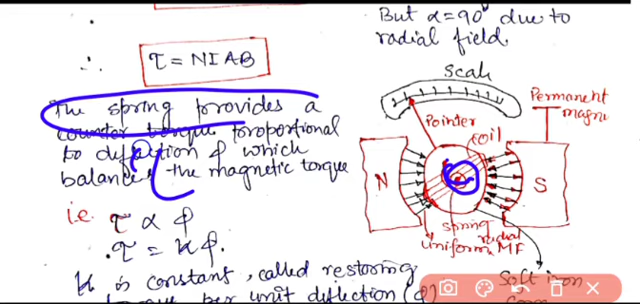 But α=90° due to
radial field.
∴ τ = NIAB
The spring provides a
counter torque proportional
to deflection φ which
balances the magnetic torque
i.e. τ ∝ φ
τ = kφ.
k is constant, called restoring
torque per unit deflection (φ)
Scale
Pointer
Permanent
magne
coil
N
S
spring
uniform radial MF
Soft iron